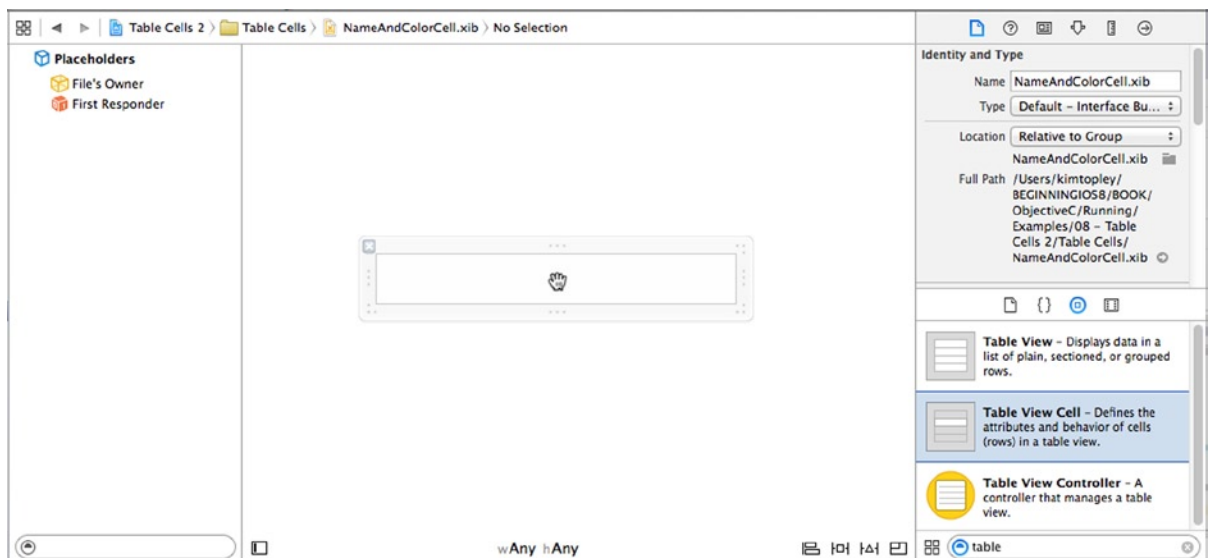 Table Cells 2 〉 Table Cells 〉 NameAndColorCell.xib 〉 No Selection
Placeholders
File's Owner
First Responder
wAny hAny
Identity and Type
Name NameAndColorCell.xib
Type Default – Interface Bu...
Location Relative to Group
NameAndColorCell.xib
Full Path /Users/kimtopley/
BEGINNINGIOS8/BOOK/
ObjectiveC/Running/
Examples/08 – Table
Cells 2/Table Cells/
NameAndColorCell.xib
{}
Table View – Displays data in a
list of plain, sectioned, or grouped
rows.
Table View Cell – Defines the
attributes and behavior of cells
(rows) in a table view.
Table View Controller – A
controller that manages a table
view.
table